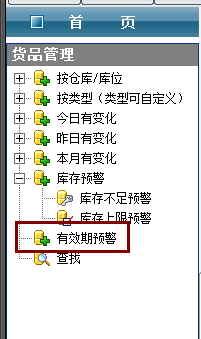 首 页
货品管理
按仓库/库位
按类型（类型可自定义）
今日有变化
昨日有变化
本月有变化
库存预警
库存不足预警
库存上限预警
有效期预警
查找